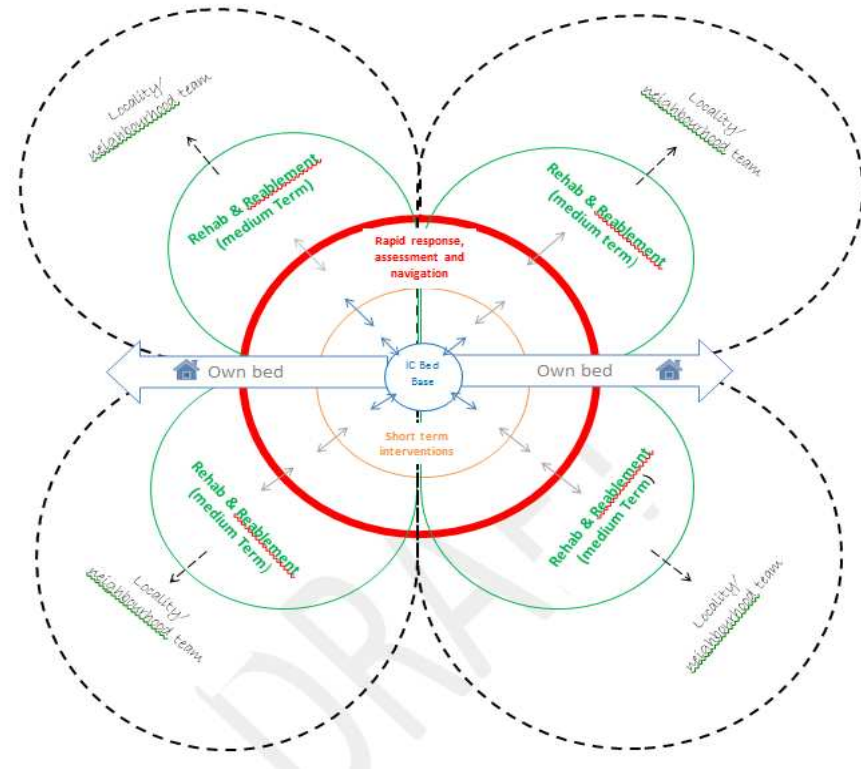 Locality/
neighbourhood team
Locality/
neighbourhood team
Rehab & Reablement
(medium Term)
Rehab & Reablement
(medium term)
Rapid response,
assessment and
navigation
Own bed
IC Bed
Base
Own bed
Short term
interventions
Rehab & Reablement
(medium Term)
Rehab & Reablement
(medium Term)
Locality/
neighbourhood team
Locality/
neighbourhood team
DRAFT